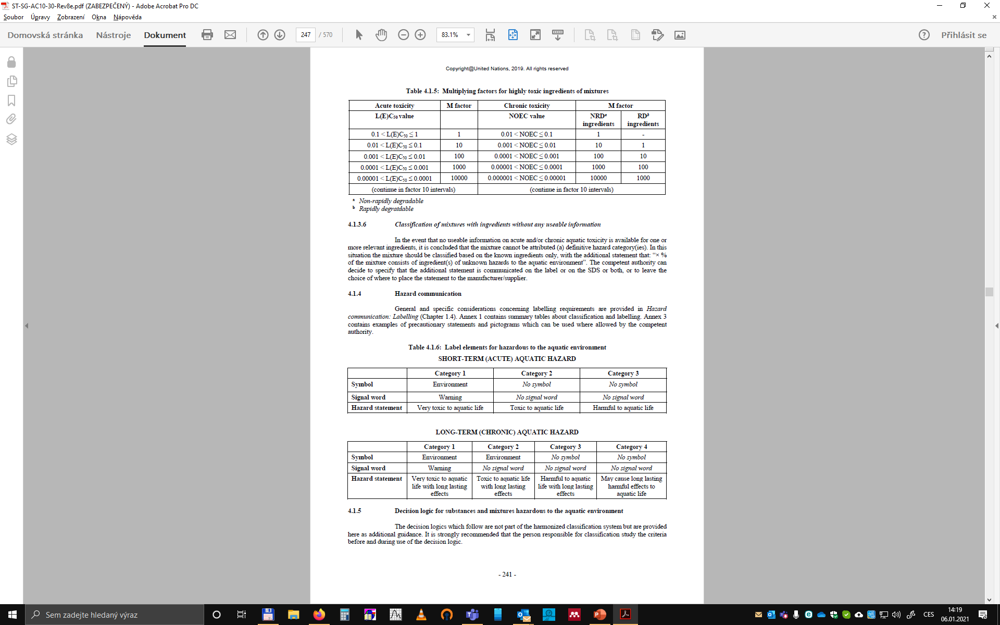 ST-SG-AC10-30-Rev8e.pdf (ZABEZPEČENÝ) - Adobe Acrobat Pro DC
Soubor Úpravy Zobrazení Okna Nápověda
Domovská stránka Nástroje Dokument 247 / 570 83.1% Přihlásit se
Copyright@United Nations, 2019. All rights reserved
Table 4.1.5: Multiplying factors for highly toxic ingredients of mixtures
Acute toxicity M factor Chronic toxicity M factor
L(E)C50 value NOEC value NRDa ingredients RDb ingredients
0.1 < L(E)C50 ≤ 1 1 0.01 < NOEC ≤ 0.1 1 -
0.01 < L(E)C50 ≤ 0.1 10 0.001 < NOEC ≤ 0.01 10 1
0.001 < L(E)C50 ≤ 0.01 100 0.0001 < NOEC ≤ 0.001 100 10
0.0001 < L(E)C50 ≤ 0.001 1000 0.00001 < NOEC ≤ 0.0001 1000 100
0.00001 < L(E)C50 ≤ 0.0001 10000 0.000001 < NOEC ≤ 0.00001 10000 1000
(continue in factor 10 intervals) (continue in factor 10 intervals)
a Non-rapidly degradable
b Rapidly degratdable
4.1.3.6 Classification of mixtures with ingredients without any useable information
In the event that no useable information on acute and/or chronic aquatic toxicity is available for one or
more relevant ingredients, it is concluded that the mixture cannot be attributed (a) definitive hazard category(ies). In this
situation the mixture should be classified based on the known ingredients only, with the additional statement that: “× %
of the mixture consists of ingredient(s) of unknown hazards to the aquatic environment”. The competent authority can
decide to specify that the additional statement is communicated on the label or on the SDS or both, or to leave the
choice of where to place the statement to the manufacturer/supplier.
4.1.4 Hazard communication
General and specific considerations concerning labelling requirements are provided in Hazard
communication: Labelling (Chapter 1.4). Annex 1 contains summary tables about classification and labelling. Annex 3
contains examples of precautionary statements and pictograms which can be used where allowed by the competent
authority.
Table 4.1.6: Label elements for hazardous to the aquatic environment
SHORT-TERM (ACUTE) AQUATIC HAZARD
Category 1 Category 2 Category 3
Symbol Environment No symbol No symbol
Signal word Warning No signal word No signal word
Hazard statement Very toxic to aquatic life Toxic to aquatic life Harmful to aquatic life
LONG-TERM (CHRONIC) AQUATIC HAZARD
Category 1 Category 2 Category 3 Category 4
Symbol Environment Environment No symbol No symbol
Signal word Warning No signal word No signal word No signal word
Hazard statement Very toxic to aquatic Toxic to aquatic life Harmful to aquatic May cause long lasting
life with long lasting with long lasting life with long lasting harmful effects to
effects effects effects aquatic life
4.1.5 Decision logic for substances and mixtures hazardous to the aquatic environment
The decision logics which follow are not part of the harmonized classification system but are provided
here as additional guidance. It is strongly recommended that the person responsible for classification study the criteria
before and during use of the decision logic.
- 241 -
Sem zadejte hledaný výraz
CES
14:19
06.01.2021